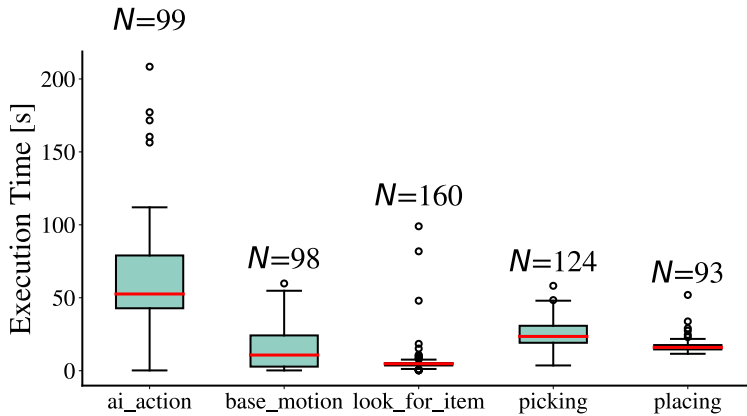 N=99
200
150
N=160
100
N=98
N=124
N=93
50
0
Execution Time [s]
ai_action base_motion look_for_item picking placing